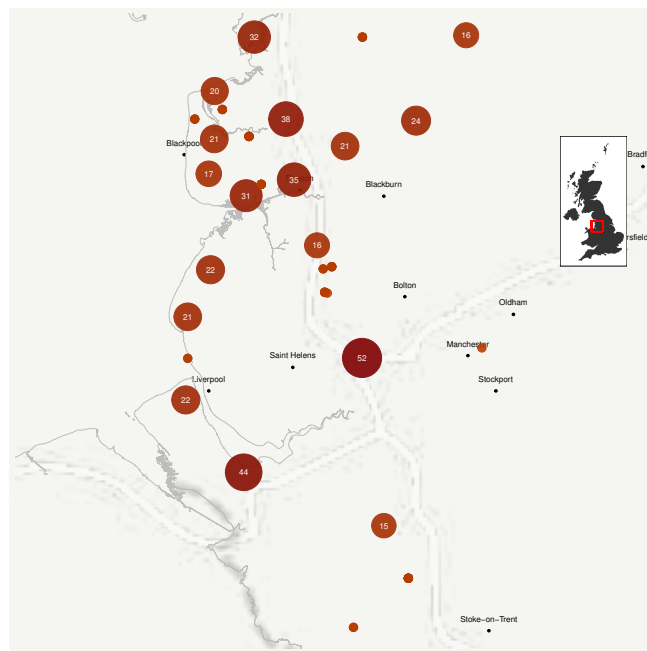 32
16
20
38
24
21
21
Blackpool
Bradf
17
35
31
Blackburn
16
rsfield
22
Bolton
Oldham
21
Manchester
Saint Helens
52
Liverpool
Stockport
22
44
15
Stoke−on−Trent